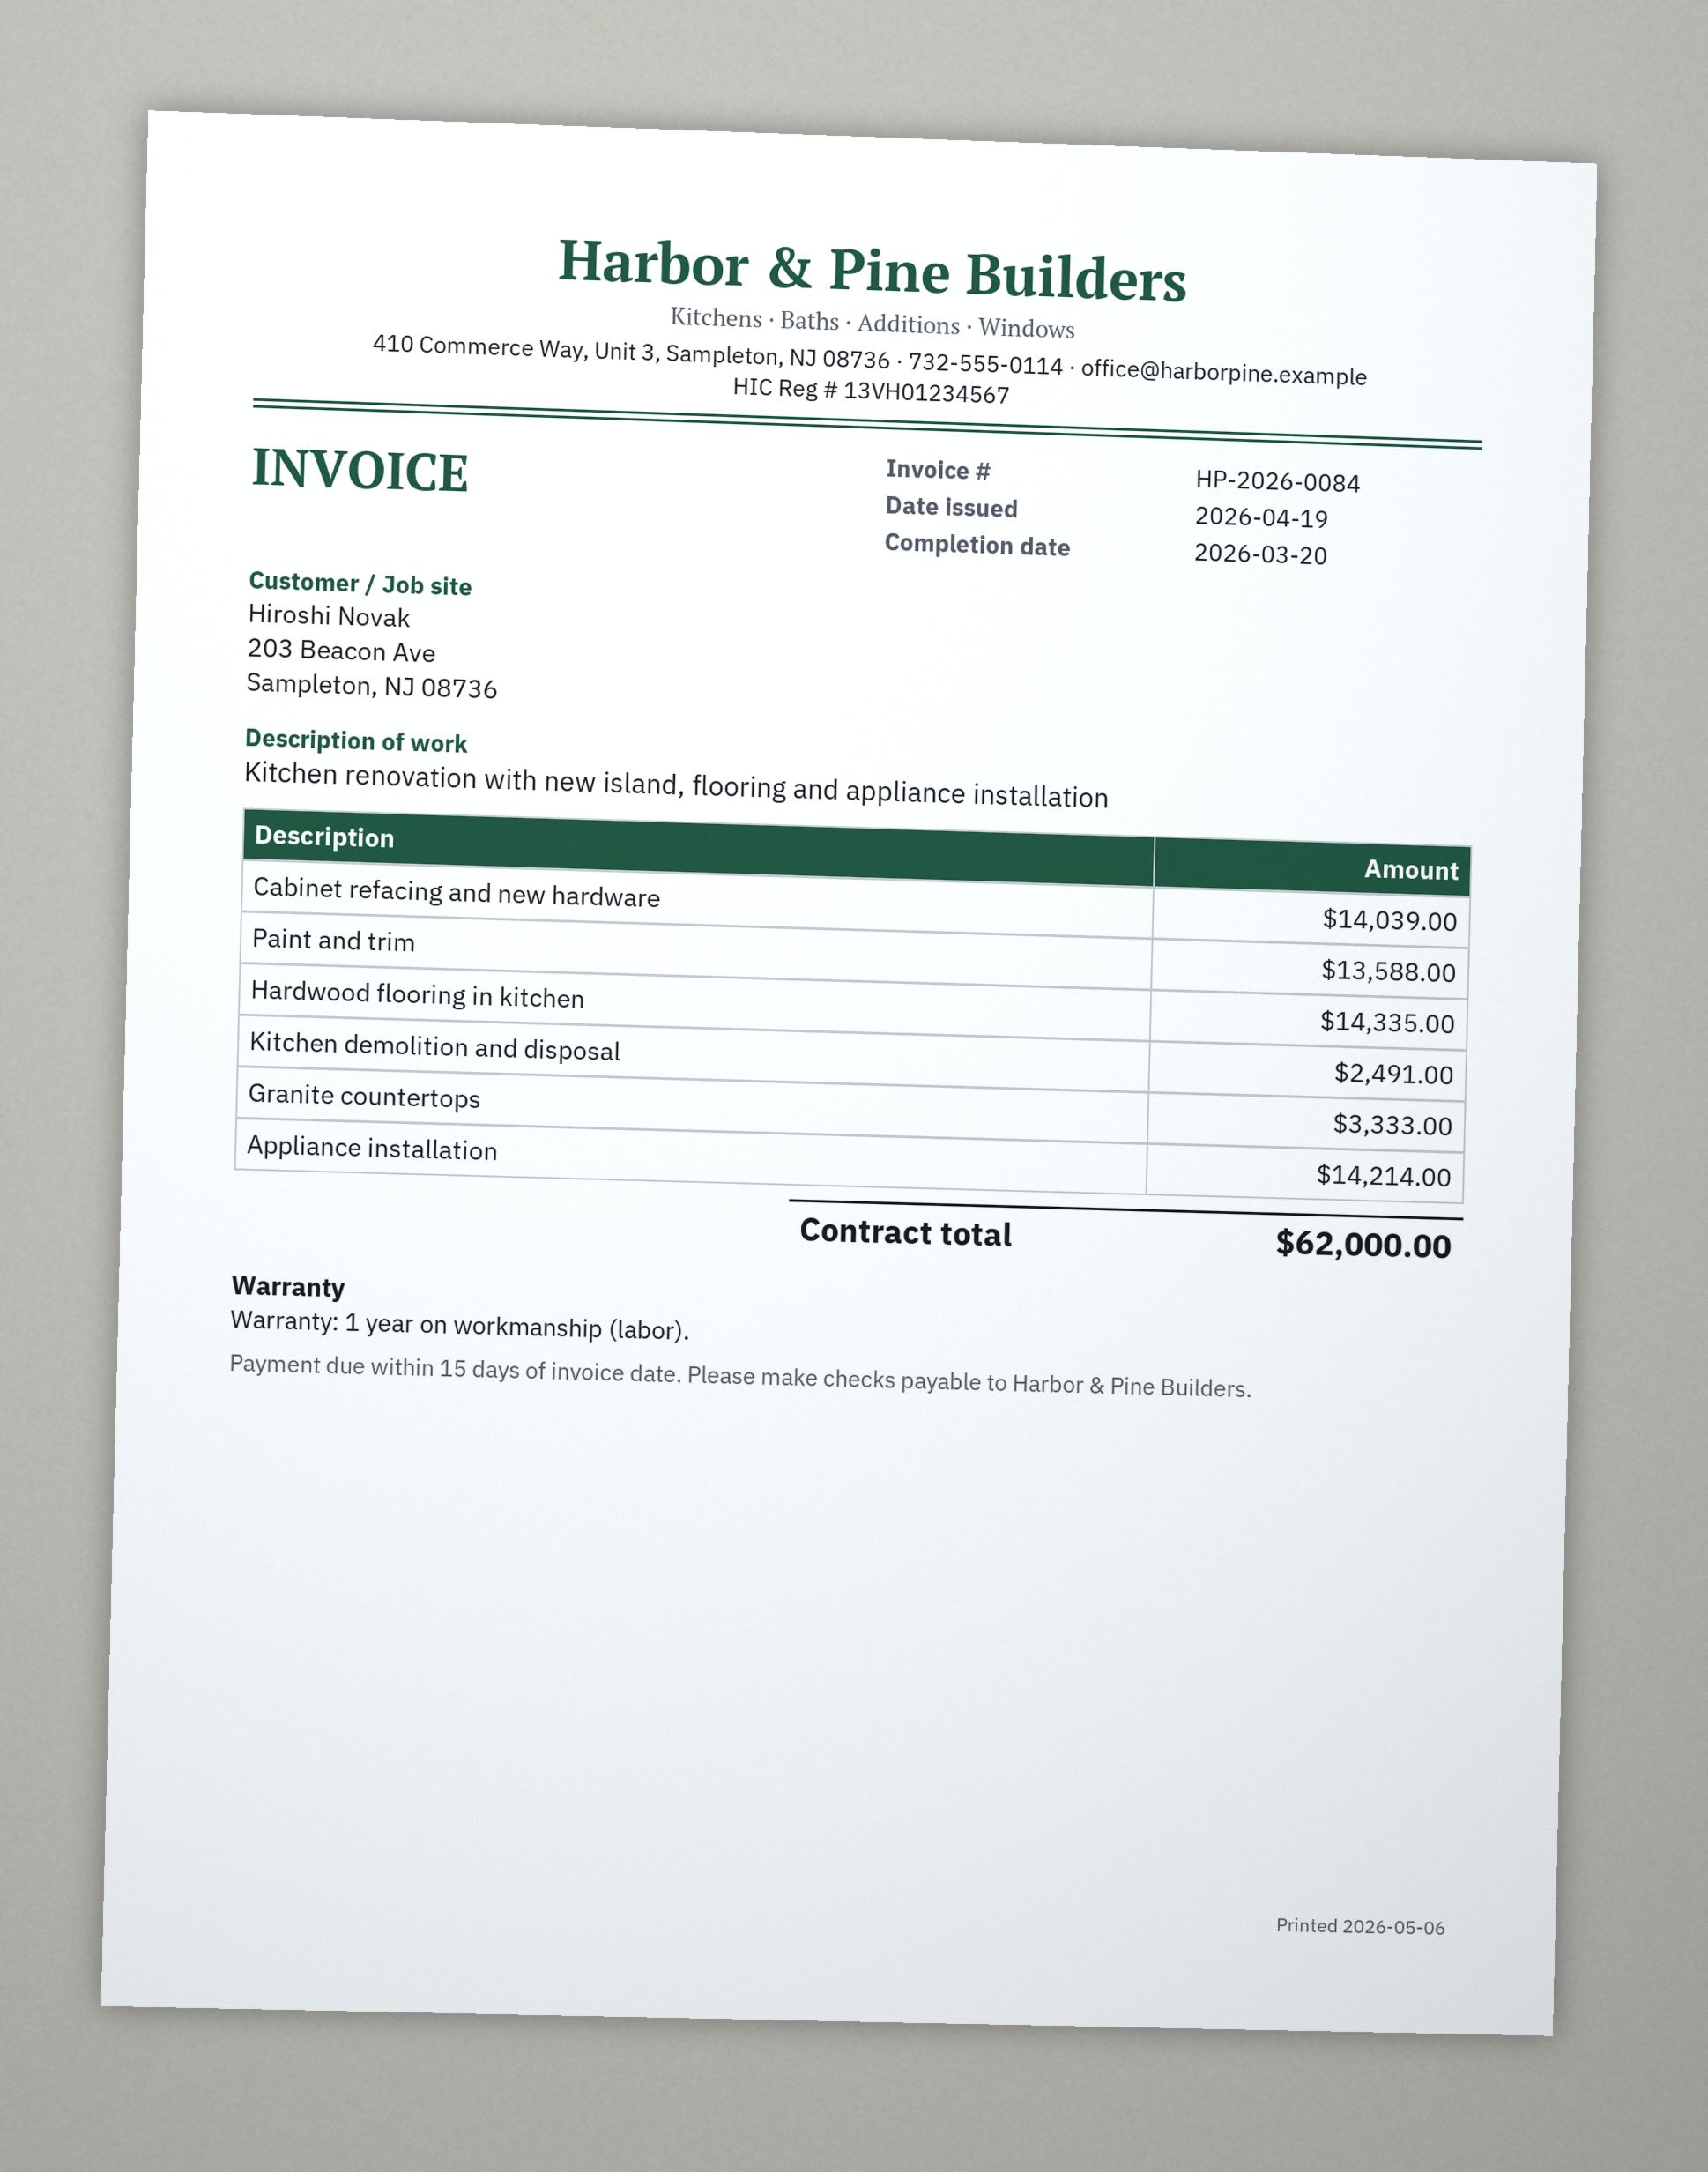 Harbor & Pine Builders
Kitchens · Baths · Additions · Windows
410 Commerce Way, Unit 3, Sampleton, NJ 08736 · 732-555-0114 · office@harborpine.example
HIC Reg # 13VH01234567
INVOICE
Invoice # HP-2026-0084
Date issued 2026-04-19
Completion date 2026-03-20
Customer / Job site
Hiroshi Novak
203 Beacon Ave
Sampleton, NJ 08736
Description of work
Kitchen renovation with new island, flooring and appliance installation
Description Amount
Cabinet refacing and new hardware $14,039.00
Paint and trim $13,588.00
Hardwood flooring in kitchen $14,335.00
Kitchen demolition and disposal $2,491.00
Granite countertops $3,333.00
Appliance installation $14,214.00
Contract total $62,000.00
Warranty
Warranty: 1 year on workmanship (labor).
Payment due within 15 days of invoice date. Please make checks payable to Harbor & Pine Builders.
Printed 2026-05-06